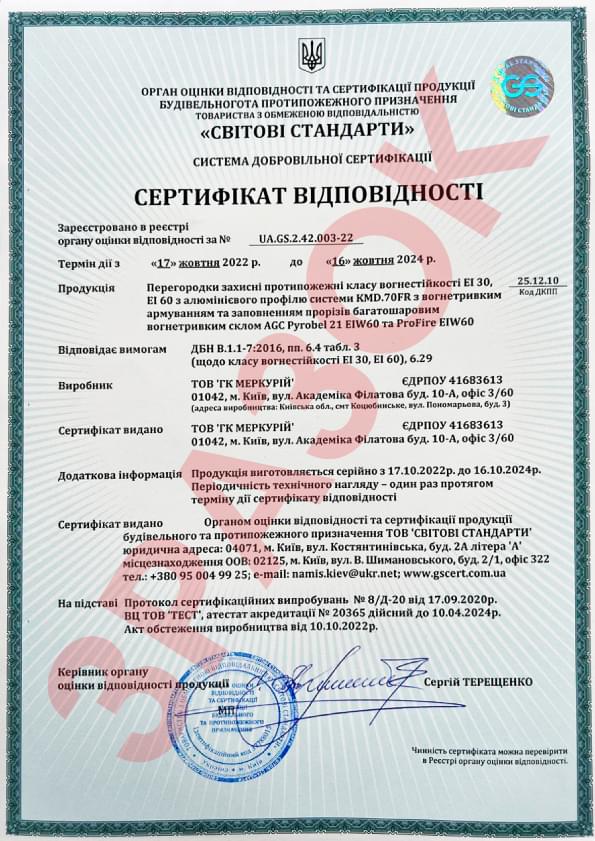 ОРГАН ОЦІНКИ ВІДПОВІДНОСТІ ТА СЕРТИФІКАЦІЇ ПРОДУКЦІЇ
БУДІВЕЛЬНОГОТА ПРОТИПОЖЕЖНОГО ПРИЗНАЧЕННЯ
ТОВАРИСТВА З ОБМЕЖЕНОЮ ВІДПОВІДАЛЬНІСТЮ
«СВІТОВІ СТАНДАРТИ»
СИСТЕМА ДОБРОВІЛЬНОЇ СЕРТИФІКАЦІЇ
СЕРТИФІКАТ ВІДПОВІДНОСТІ
Зареєстровано в реєстрі
органу оцінки відповідності за № UA.GS.2.42.003-22
Термін дії з «17» жовтня 2022 р. до «16» жовтня 2024 р.
Продукція Перегородки захисні протипожежні класу вогнестійкості EI 30, 25.12.10
EI 60 з алюмінієвого профілю системи KMD.70FR з вогнетривким Код ДКПП
армуванням та заповненням прорізів багатошаровим
вогнетривким склом AGC Pyrobel 21 EIW60 та ProFire EIW60
Відповідає вимогам ДБН В.1.1-7:2016, пп. 6.4 табл. 3
(щодо класу вогнестійкості EI 30, EI 60), 6.29
Виробник ТОВ 'ГК МЕРКУРІЙ' ЄДРПОУ 41683613
01042, м. Київ, вул. Академіка Філатова буд. 10-А, офіс 3/60
(адреса виробництва: Київська обл., смт Коцюбинське, вул. Пономарьова, буд. 3)
Сертифікат видано ТОВ 'ГК МЕРКУРІЙ' ЄДРПОУ 41683613
01042, м. Київ, вул. Академіка Філатова буд. 10-А, офіс 3/60
Додаткова інформація Продукція виготовляється серійно з 17.10.2022р. до 16.10.2024р.
Періодичність технічного нагляду – один раз протягом
терміну дії сертифікату відповідності
Сертифікат видано Органом оцінки відповідності та сертифікації продукції
будівельного та протипожежного призначення ТОВ 'СВІТОВІ СТАНДАРТИ'
юридична адреса: 04071, м. Київ, вул. Костянтинівська, буд. 2А літера 'А'
місцезнаходження ООВ: 02125, м. Київ, вул. В. Шимановського, буд. 2/1, офіс 322
тел.: +380 95 004 99 25; e-mail: namis.kiev@ukr.net; www.gscert.com.ua
На підставі Протокол сертифікаційних випробувань № 8/Д-20 від 17.09.2020р.
ВЦ ТОВ 'ТЕСТ', атестат акредитації № 20365 дійсний до 10.04.2024р.
Акт обстеження виробництва від 10.10.2022р.
Керівник органу
оцінки відповідності продукції Сергій ТЕРЕЩЕНКО
МП
ОРГАН ОЦІНКИ
ВІДПОВІДНОСТІ
ТА СЕРТИФІКАЦІЇ
ПРОДУКЦІЇ
БУДІВЕЛЬНОГО
ТА ПРОТИПОЖЕЖНОГО
ПРИЗНАЧЕННЯ
Чинність сертифіката можна перевірити
в Реєстрі органу оцінки відповідності.
ЗРАЗОК
GS